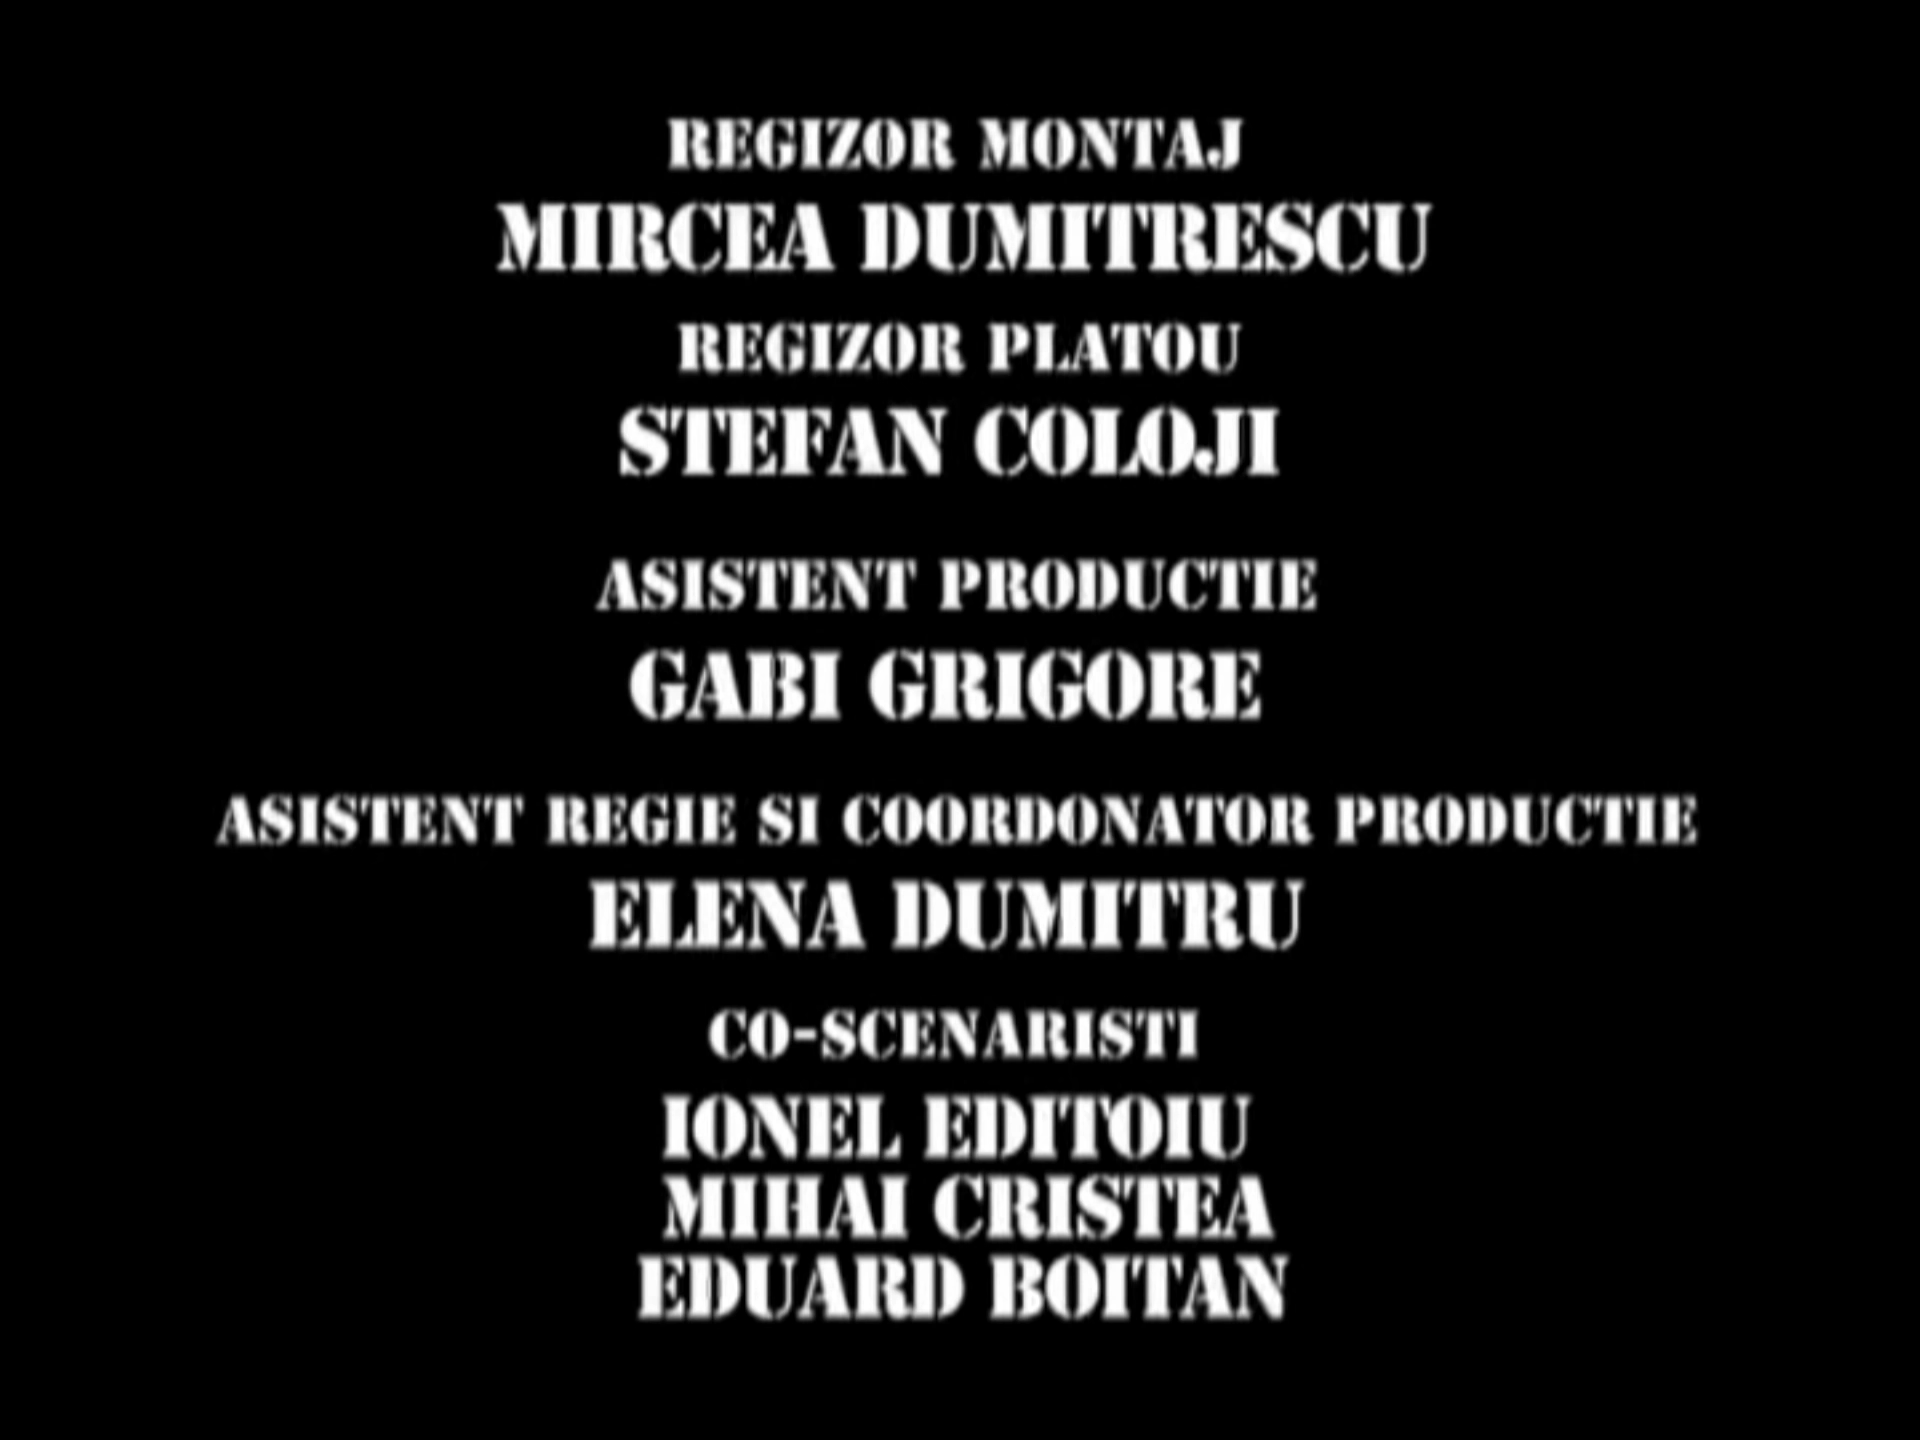 REGIZOR MONTAJ
MIRCEA DUMITRESCU
REGIZOR PLATOU
STEFAN COLOJI
ASISTENT PRODUCTIE
GABI GRIGORE
ASISTENT REGIE SI COORDONATOR PRODUCTIE
ELENA DUMITRU
CO-SCENARISTI
IONEL EDITOIU
MIHAI CRISTEA
EDUARD BOITAN